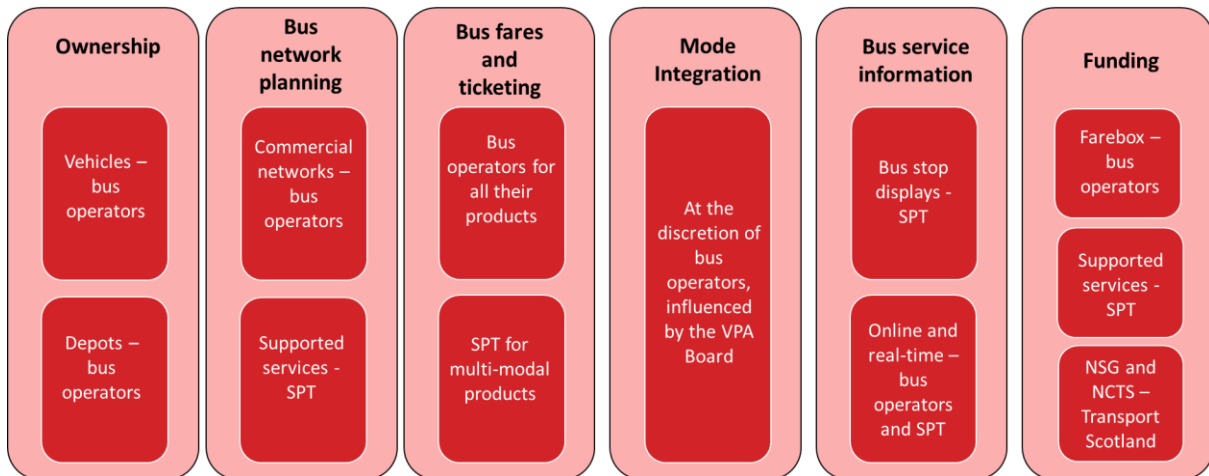 Ownership
Vehicles –
bus
operators
Depots –
bus
operators
Bus
network
planning
Commercial
networks –
bus
operators
Supported
services -
SPT
Bus fares
and
ticketing
Bus
operators for
all their
products
SPT for
multi-modal
products
Mode
Integration
At the
discretion of
bus
operators,
influenced
by the VPA
Board
Bus service
information
Bus stop
displays -
SPT
Online and
real-time –
bus
operators
and SPT
Funding
Farebox –
bus
operators
Supported
services -
SPT
NSG and
NCTS –
Transport
Scotland